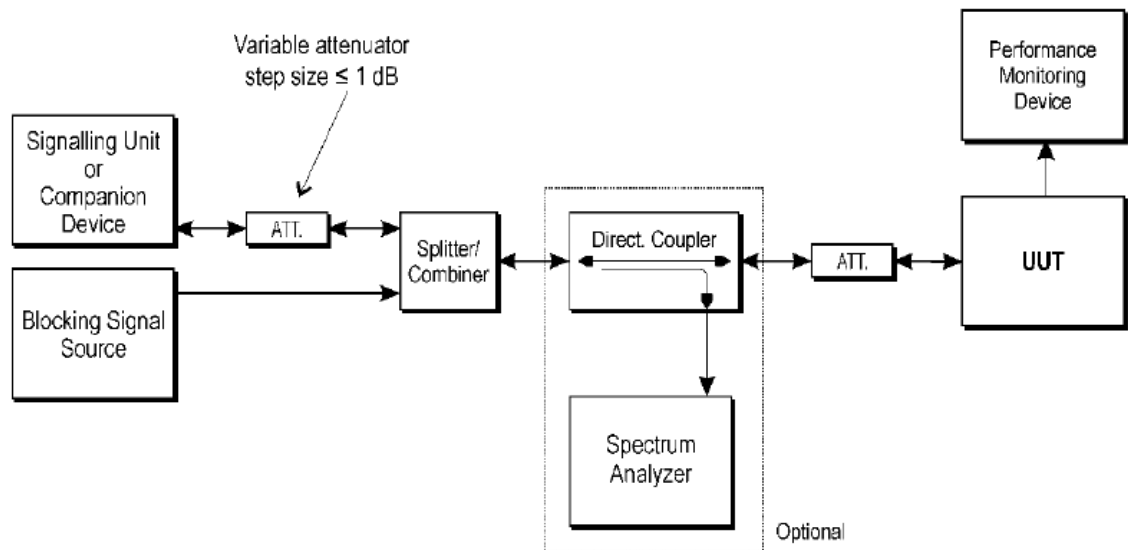 Variable attenuator
step size ≤ 1 dB
Performance
Monitoring
Device
Signalling Unit
or
Companion
Device
ATT.
Splitter/
Combiner
Direct. Coupler
ATT.
UUT
Blocking Signal
Source
Spectrum
Analyzer
Optional